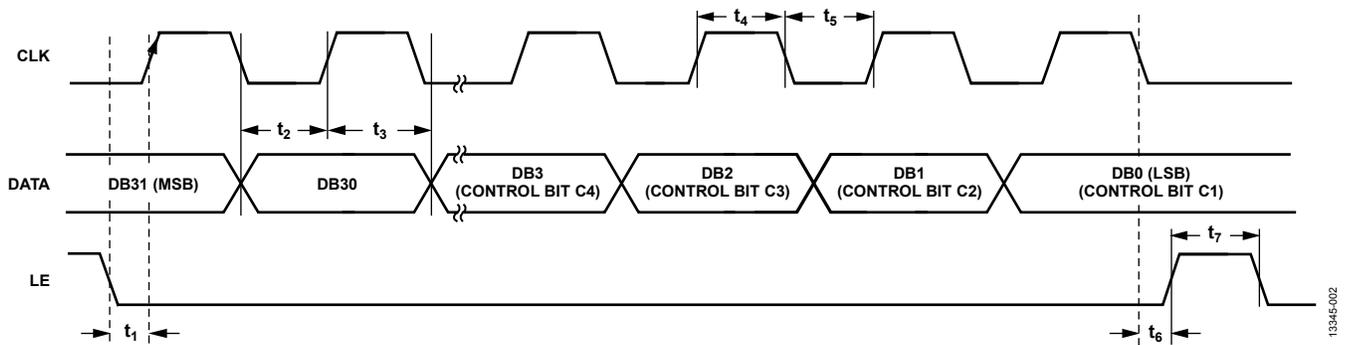 t4
t5
CLK
t2
t3
DATA
DB31 (MSB)
DB30
DB3
(CONTROL BIT C4)
DB2
(CONTROL BIT C3)
DB1
(CONTROL BIT C2)
DB0 (LSB)
(CONTROL BIT C1)
t7
LE
t1
t6
13345-002